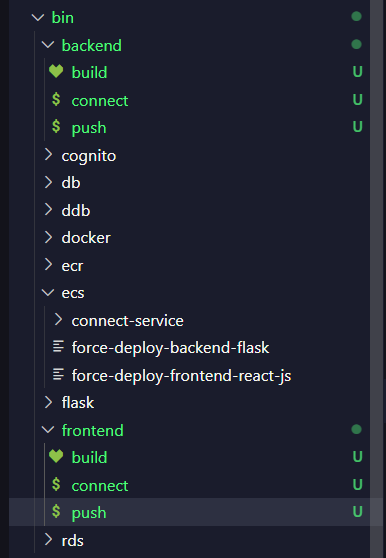 bin
backend
build U
$ connect U
$ push U
cognito
db
ddb
docker
ecr
ecs
connect-service
force-deploy-backend-flask
force-deploy-frontend-react-js
flask
frontend
build U
$ connect U
$ push U
rds